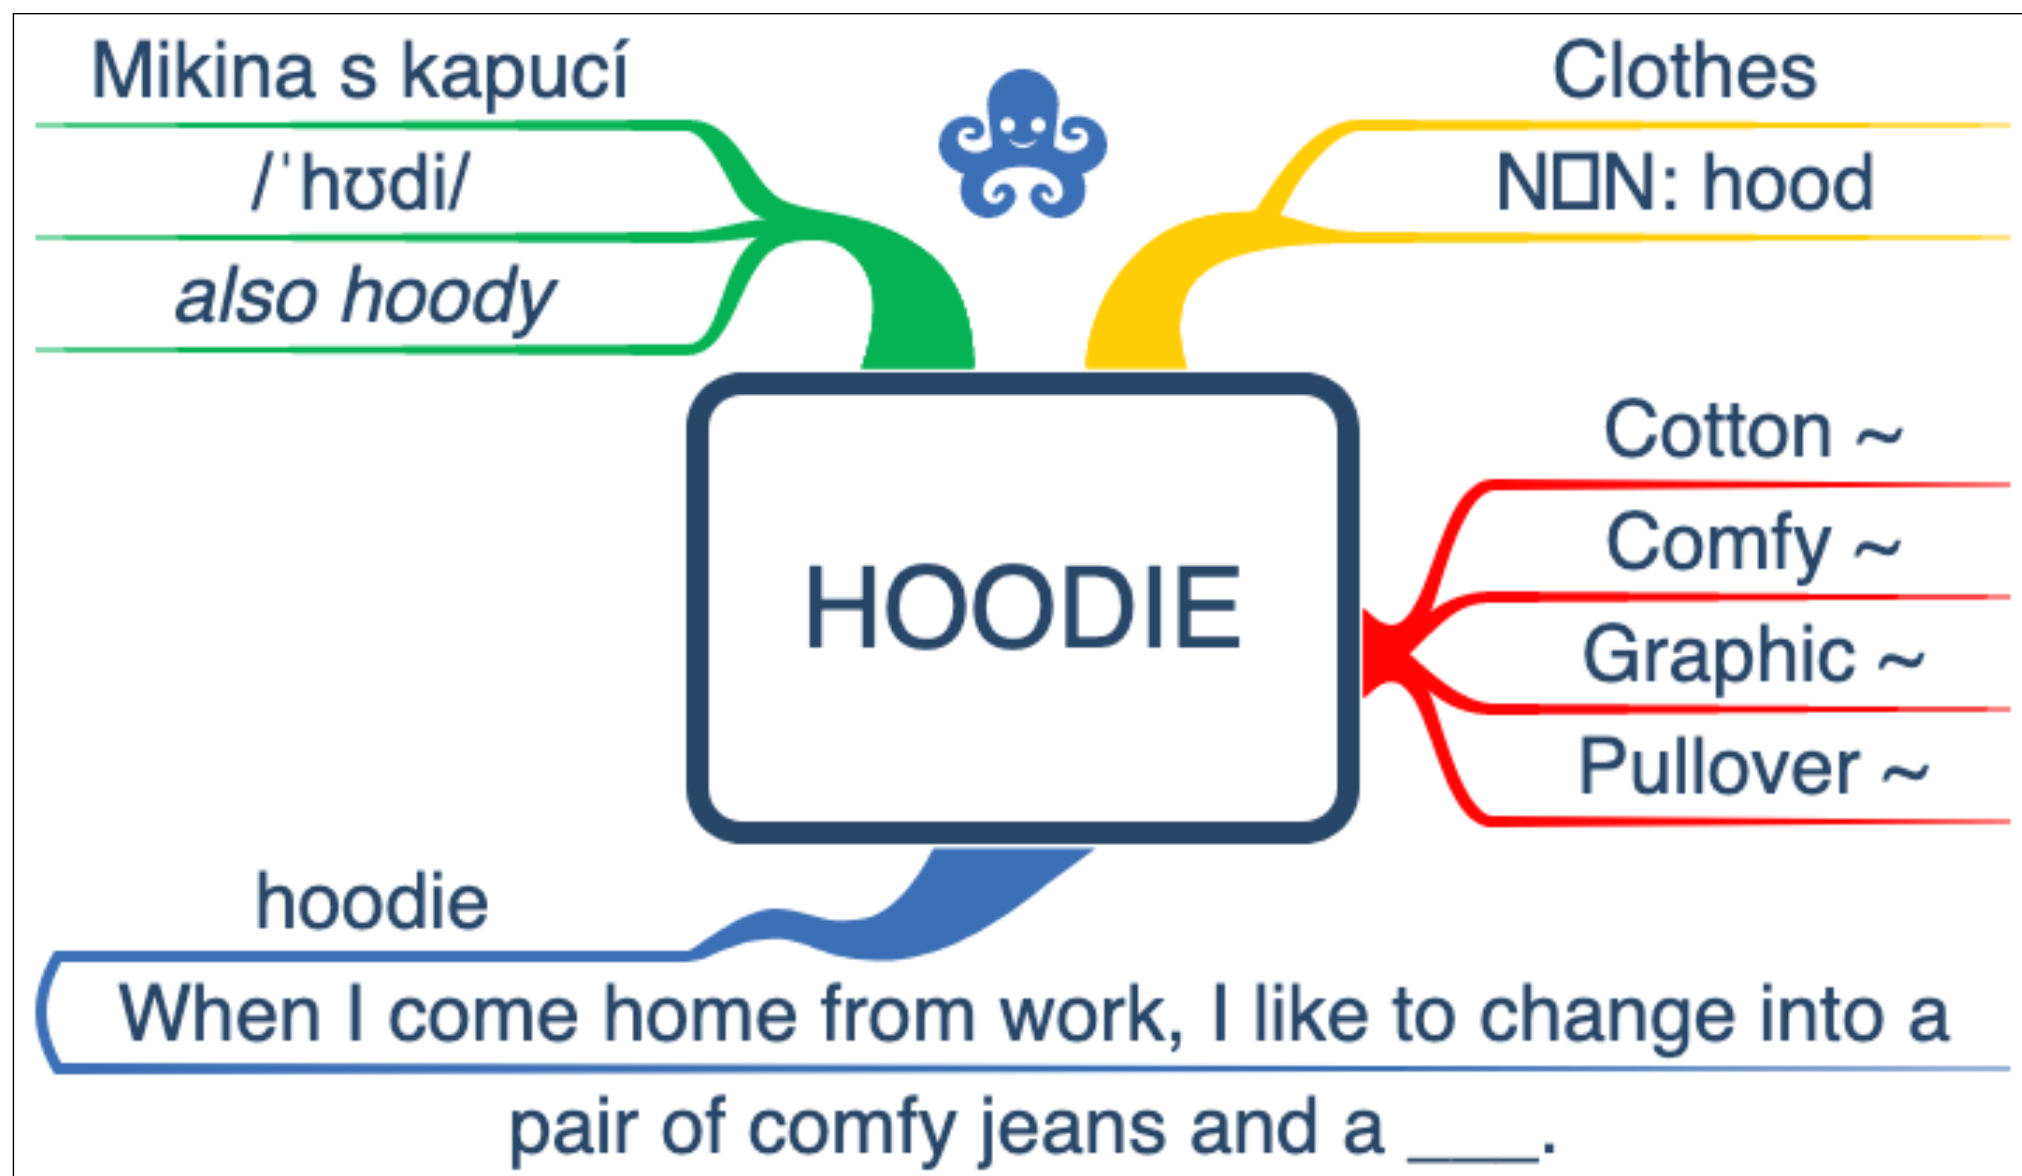 Mikina s kapucí
/ˈhʊdi/
also hoody
Clothes
N□N: hood
HOODIE
Cotton ~
Comfy ~
Graphic ~
Pullover ~
hoodie
When I come home from work, I like to change into a
pair of comfy jeans and a ___.